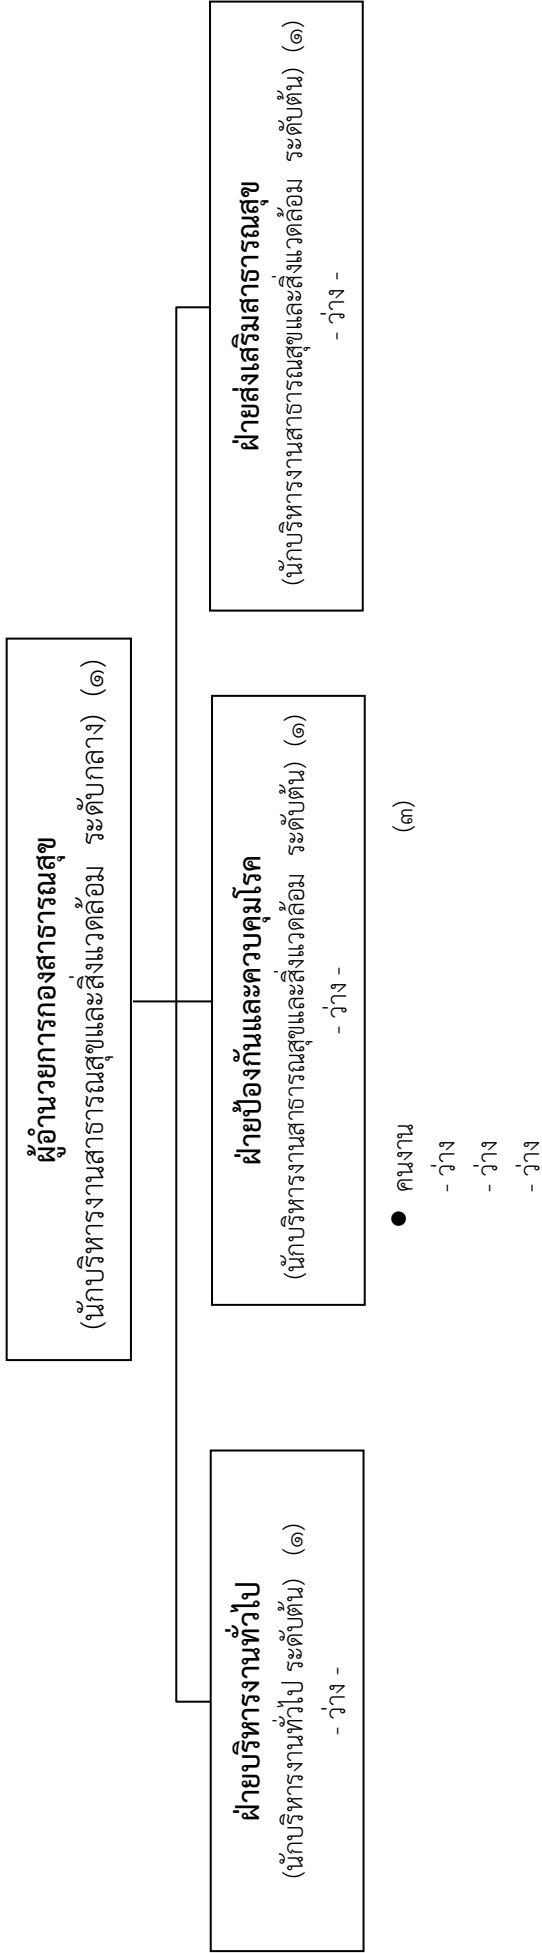 ผู้อำนวยการกองสาธารณสุข
(นักบริหารงานสาธารณสุขและสิ่งแวดล้อม ระดับกลาง) (๑)
ฝ่ายบริหารงานทั่วไป
(นักบริหารงานทั่วไป ระดับต้น) (๑)
- ว่าง -
ฝ่ายป้องกันและควบคุมโรค
(นักบริหารงานสาธารณสุขและสิ่งแวดล้อม ระดับต้น) (๑)
- ว่าง -
ฝ่ายส่งเสริมสาธารณสุข
(นักบริหารงานสาธารณสุขและสิ่งแวดล้อม ระดับต้น) (๑)
- ว่าง -
● คนงาน (๓)
- ว่าง
- ว่าง
- ว่าง